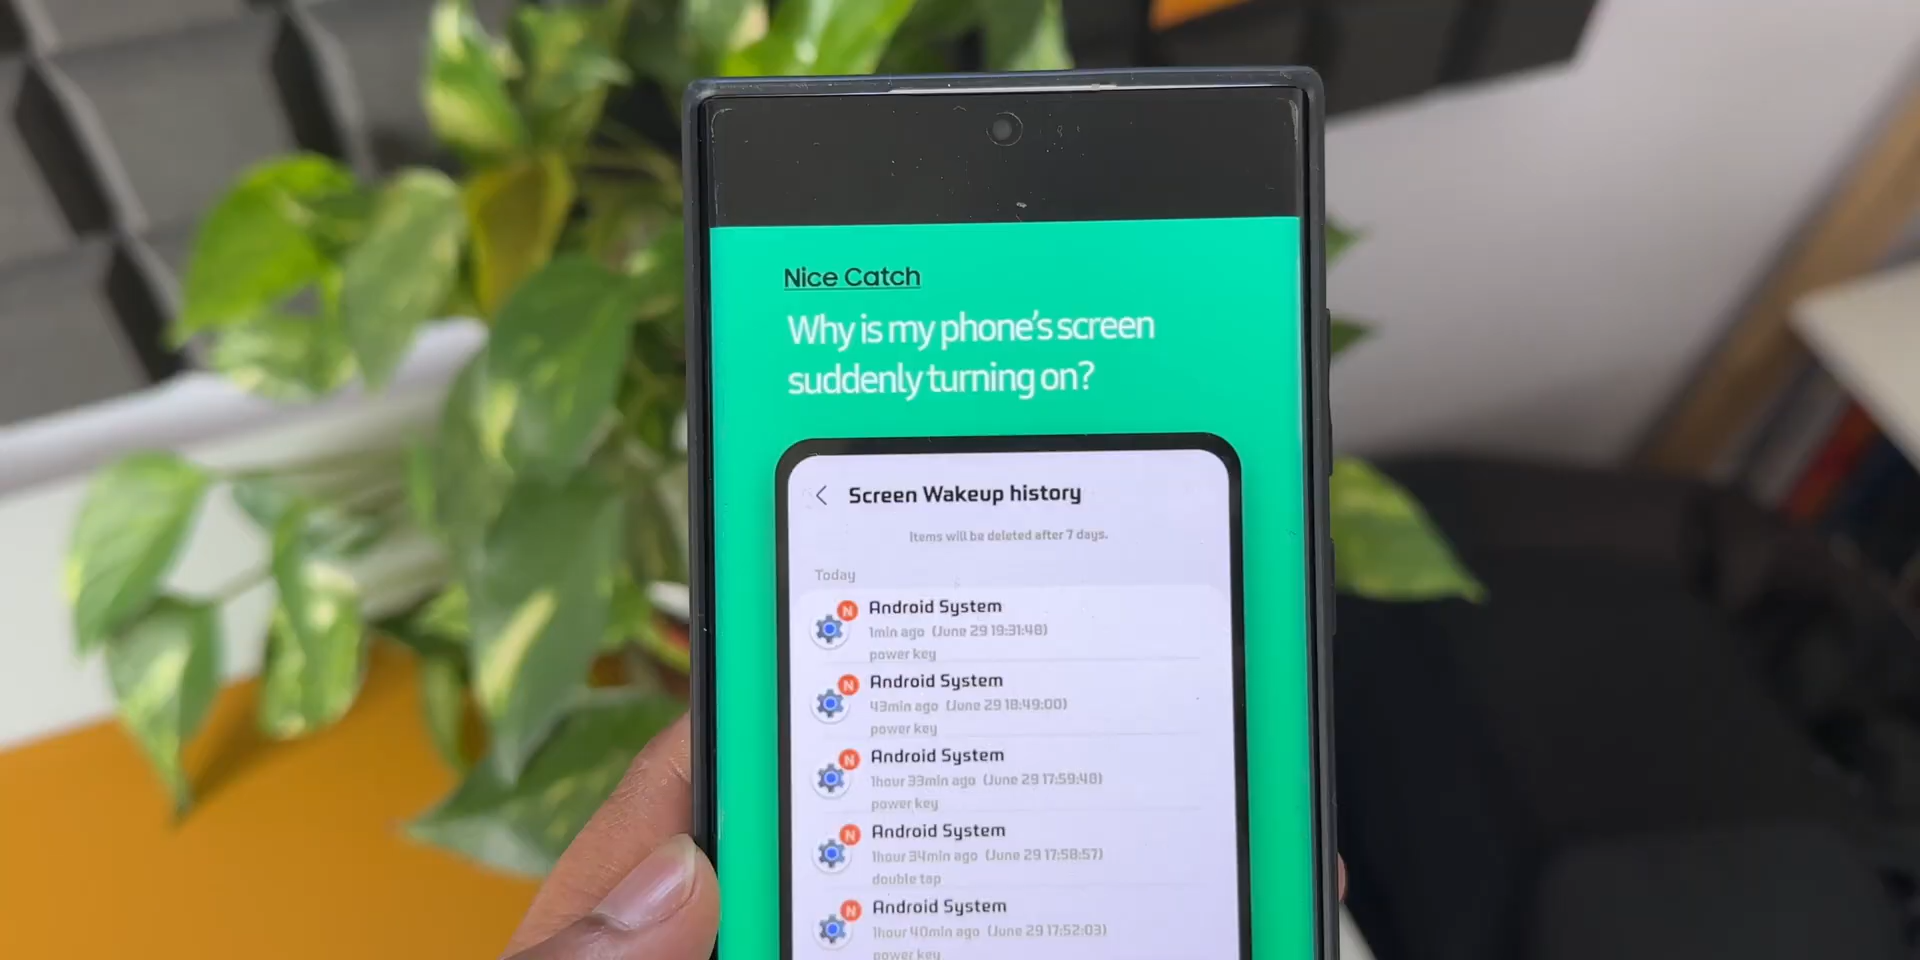 Nice Catch
Why is my phone's screen
suddenly turning on?
Screen Wakeup history
Items will be deleted after 7 days.
Today
N
Android System
1min ago (June 29 19:31:48)
power key
N
Android System
43min ago (June 29 18:49:00)
power key
N
Android System
1hour 33min ago (June 29 17:59:48)
power key
N
Android System
1hour 34min ago (June 29 17:58:57)
double tap
N
Android System
1hour 40min ago (June 29 17:52:03)
power key